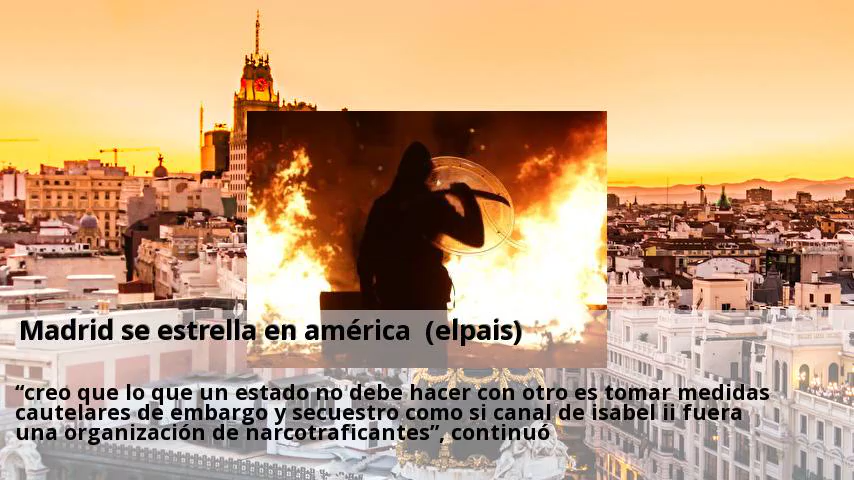 Madrid se estrella en américa (elpais)
“creo que lo que un estado no debe hacer con otro es tomar medidas
cautelares de embargo y secuestro como si canal de isabel ii fuera
una organización de narcotraficantes”, continuó